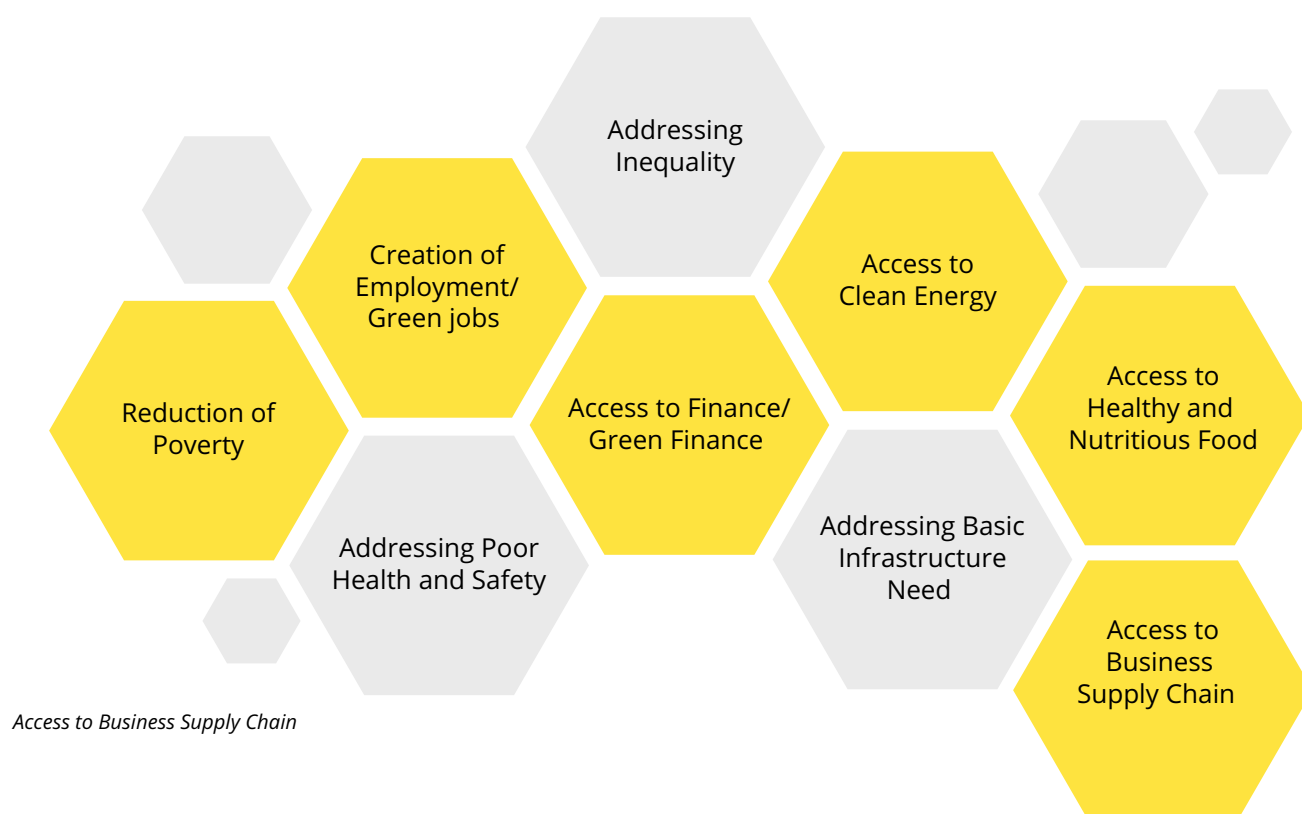 Addressing
Inequality
Creation of
Employment/
Green jobs
Access to
Clean Energy
Reduction of
Poverty
Access to Finance/
Green Finance
Access to
Healthy and
Nutritious Food
Addressing Poor
Health and Safety
Addressing Basic
Infrastructure
Need
Access to
Business
Supply Chain
Access to Business Supply Chain